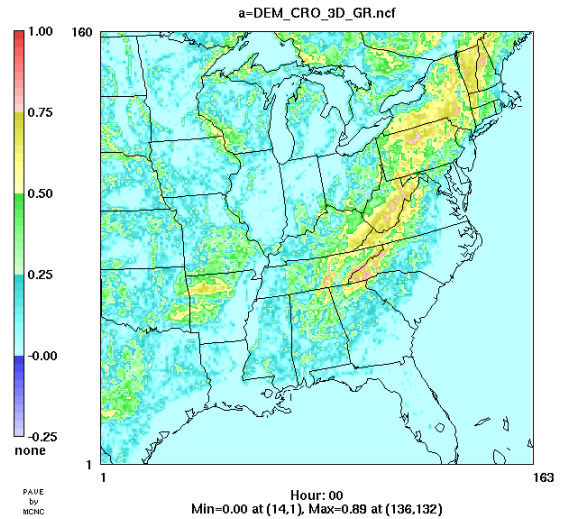 a=DEM_CRO_3D_GR.ncf
1.00
0.75
0.50
0.25
-0.00
-0.25
none
160
1
1
163
PAVE
by
MCNC
Hour: 00
Min=0.00 at (14,1), Max=0.89 at (136,132)